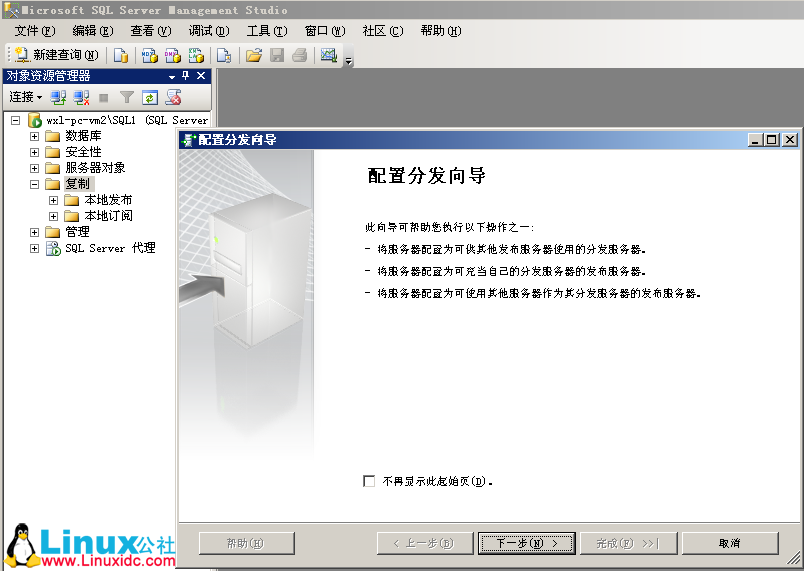 Microsoft SQL Server Management Studio
文件(F) 编辑(E) 查看(V) 调试(D) 工具(T) 窗口(W) 社区(C) 帮助(H)
新建查询(N)
对象资源管理器
连接
wxl-pc-vm2\SQL1 (SQL Server
数据库
安全性
服务器对象
复制
本地发布
本地订阅
管理
SQL Server 代理
配置分发向导
配置分发向导
此向导可帮助您执行以下操作之一:
- 将服务器配置为可供其他发布服务器使用的分发服务器。
- 将服务器配置为可充当自己的分发服务器的发布服务器。
- 将服务器配置为可使用其他服务器作为其分发服务器的发布服务器。
不再显示此起始页(D)。
帮助(H) < 上一步(B) 下一步(N) > 完成(F) >>| 取消
Linux公社
www.Linuxidc.com